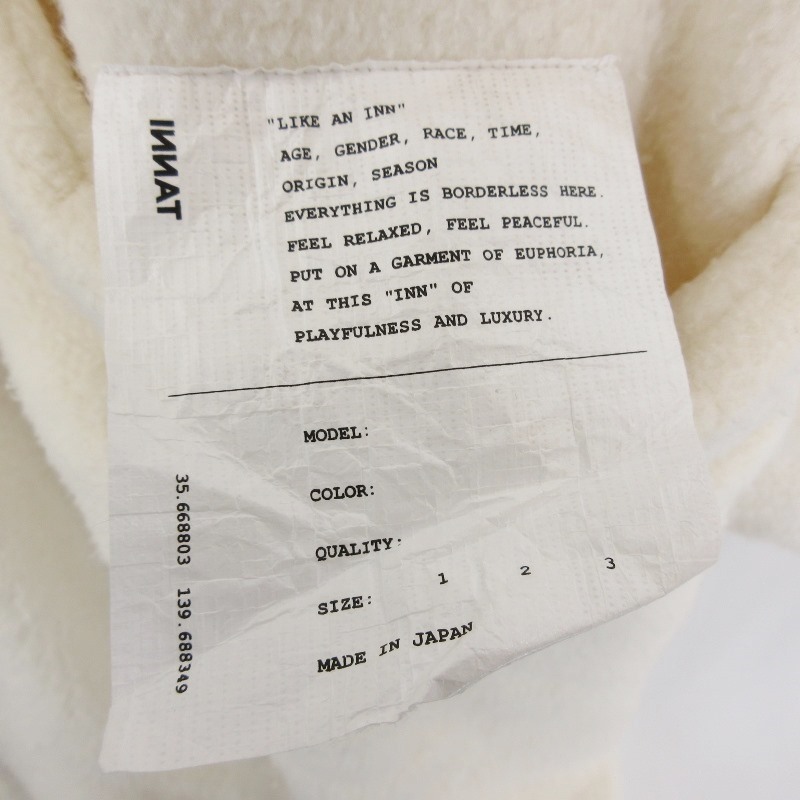 INNAT
"LIKE AN INN"
AGE, GENDER, RACE, TIME,
ORIGIN, SEASON
EVERYTHING IS BORDERLESS HERE.
FEEL RELAXED, FEEL PEACEFUL.
PUT ON A GARMENT OF EUPHORIA,
AT THIS "INN" OF
PLAYFULNESS AND LUXURY.
35.668803 139.688349
MODEL:
COLOR:
QUALITY:
SIZE: 1 2 3
MADE IN JAPAN